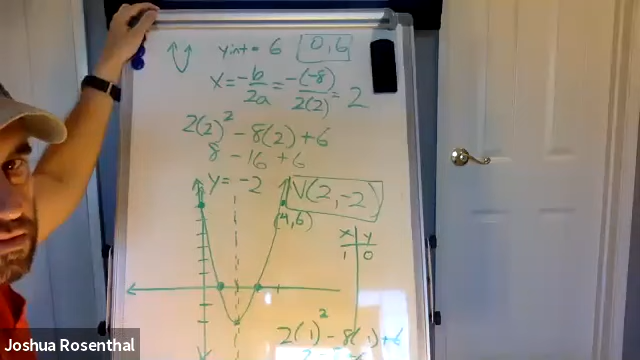 y int = 6 0,6
x = -b/2a = -(-8)/2(2) = 2
2(2)² - 8(2) + 6
8 - 16 + 6
y = -2 V(2,-2)
(4,6)
x y
1 0
2(1)² - 8(1) + 6
Joshua Rosenthal